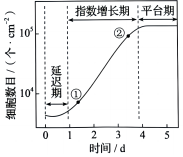 细胞数目/(个·cm⁻²)
10⁵
10⁴
延迟期
指数增长期
平台期
①
②
0 1 2 3 4 5
时间/d